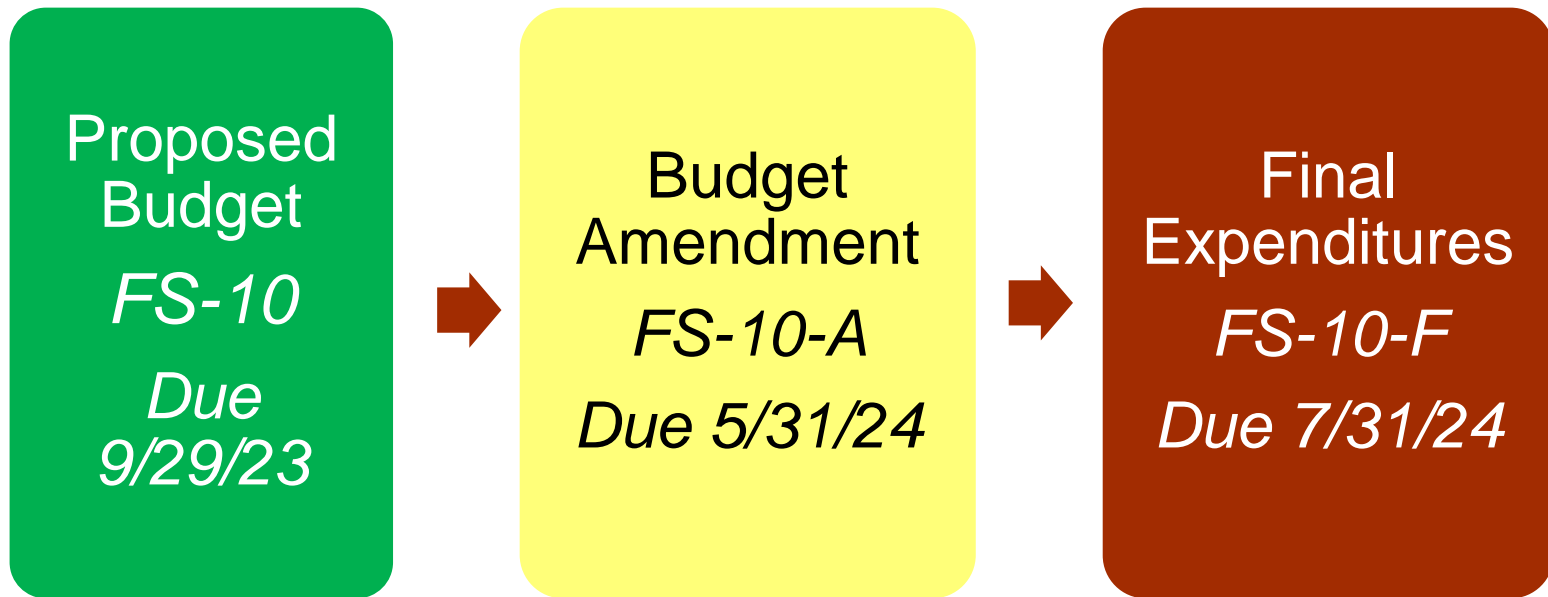 Proposed
Budget
FS-10
Due
9/29/23
Budget
Amendment
FS-10-A
Due 5/31/24
Final
Expenditures
FS-10-F
Due 7/31/24